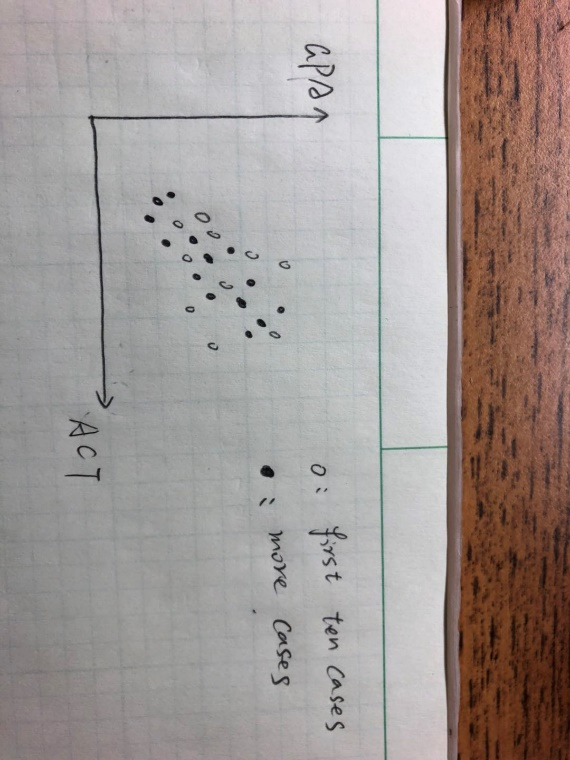 GPA
o: first ten cases
•: more cases
ACT